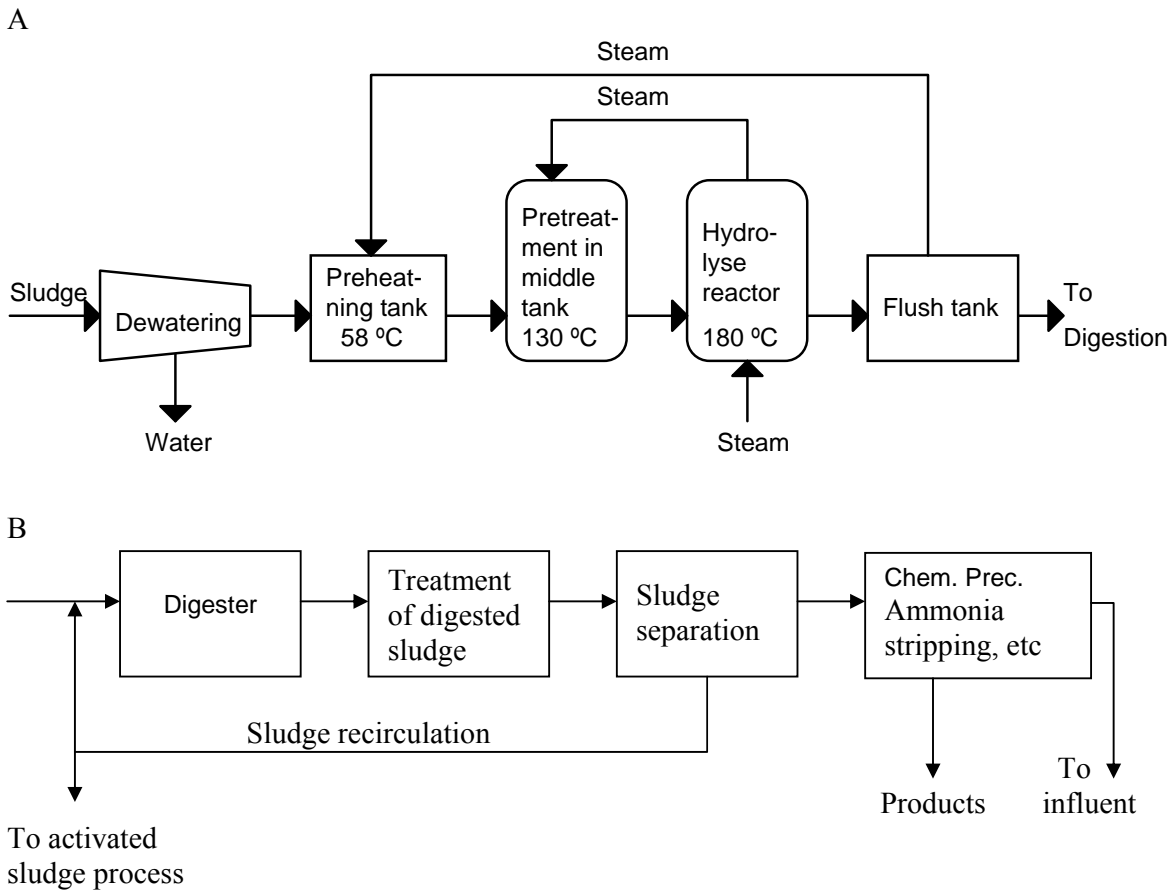 A
Steam
Steam
Sludge
Dewatering
Water
Preheat-
ning tank
58 ºC
Pretreat-
ment in
middle
tank
130 ºC
Hydro-
lyse
reactor
180 ºC
Steam
Flush tank
To
Digestion
B
Digester
Treatment
of digested
sludge
Sludge
separation
Chem. Prec.
Ammonia
stripping, etc
Sludge recirculation
To activated
sludge process
Products
To
influent